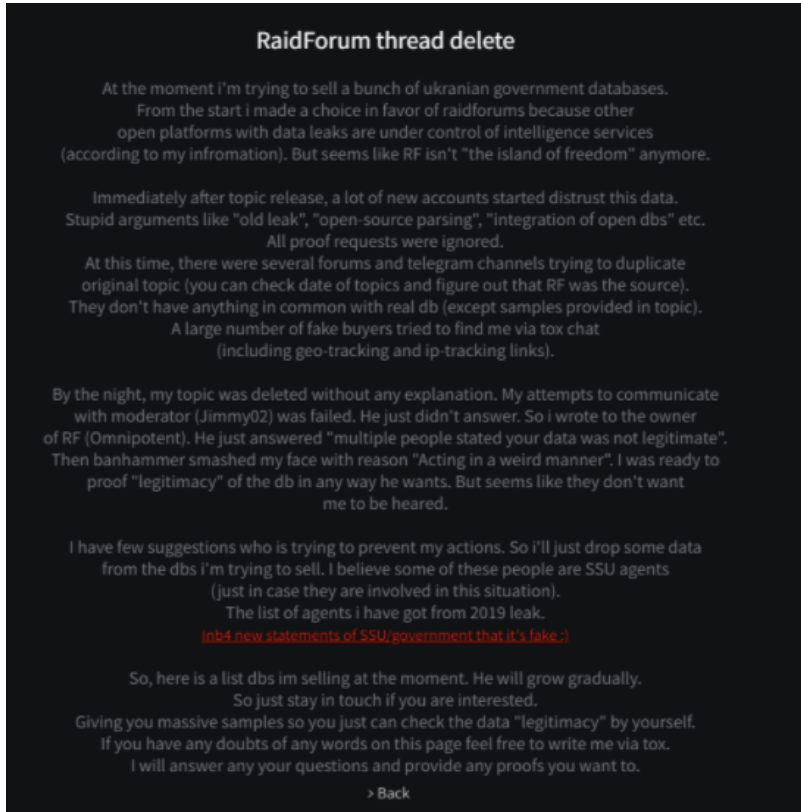 RaidForum thread delete
At the moment i'm trying to sell a bunch of ukranian government databases.
From the start i made a choice in favor of raidforums because other
open platforms with data leaks are under control of intelligence services
(according to my infromation). But seems like RF isn't "the island of freedom" anymore.
Immediately after topic release, a lot of new accounts started distrust this data.
Stupid arguments like "old leak", "open-source parsing", "integration of open dbs" etc.
All proof requests were ignored.
At this time, there were several forums and telegram channels trying to duplicate
original topic (you can check date of topics and figure out that RF was the source).
They don't have anything in common with real db (except samples provided in topic).
A large number of fake buyers tried to find me via tox chat
(including geo-tracking and ip-tracking links).
By the night, my topic was deleted without any explanation. My attempts to communicate
with moderator (Jimmy02) was failed. He just didn't answer. So i wrote to the owner
of RF (Omnipotent). He just answered "multiple people stated your data was not legitimate".
Then banhammer smashed my face with reason "Acting in a weird manner". I was ready to
proof "legitimacy" of the db in any way he wants. But seems like they don't want
me to be heared.
I have few suggestions who is trying to prevent my actions. So i'll just drop some data
from the dbs i'm trying to sell. I believe some of these people are SSU agents
(just in case they are involved in this situation).
The list of agents i have got from 2019 leak.
Inb4 new statements of SSU/government that it's fake :)
So, here is a list dbs im selling at the moment. He will grow gradually.
So just stay in touch if you are interested.
Giving you massive samples so you just can check the data "legitimacy" by yourself.
If you have any doubts of any words on this page feel free to write me via tox.
I will answer any your questions and provide any proofs you want to.
> Back